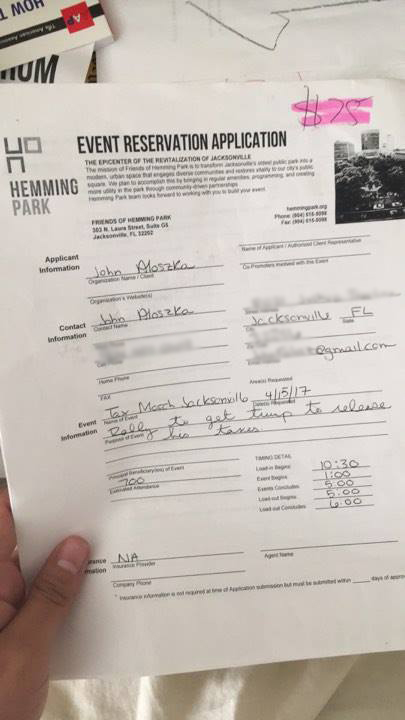 HOW T
AP
$75
EVENT RESERVATION APPLICATION
HEMMING
PARK
THE EPICENTER OF THE REVITALIZATION OF JACKSONVILLE
The mission of Friends of Hemming Park is to transform Jacksonville's oldest public park into a
modern, urban space that engages diverse communities and restores vitality to our city's public
square. We plan to accomplish this by bringing in regular amenities, programming, and creating
more utility in the park through community-driven partnerships
Hemming Park team looks forward to working with you to build your event.
FRIENDS OF HEMMING PARK
303 N. Laura Street, Suite
Jacksonville, FL 32202
hemmingpark.org
Phone: (904)
Fax: (904)
Applicant
Information
John Ploszka
Organization Name / Client
Name of Applicant / Authorized Client Representative
Organization's Website(s)
Co-Promoters involved with this Event
Contact
Information
John Ploszka
Contact Name
Jacksonville FL
State
@gmail.com
Home Phone
FAX
Area(s) Requested
Event
Information
Tax March Jacksonville 4/15/17
Name of Event
Date(s) Requested
Rally to get trump to release
his taxes
Purpose of Event
Principal Beneficiary(ies) of Event
700
Estimated Attendance
TIMING DETAIL
Load-in Begins 10:30
Event Begins 1:00
Events Concludes 5:00
Load-out Begins 5:00
Load-out Concludes 6:00
urance
mation
NA
Insurance Provider
Agent Name
Company Phone
* Insurance information is not required at time of Application submission but must be submitted within ____ days of appro